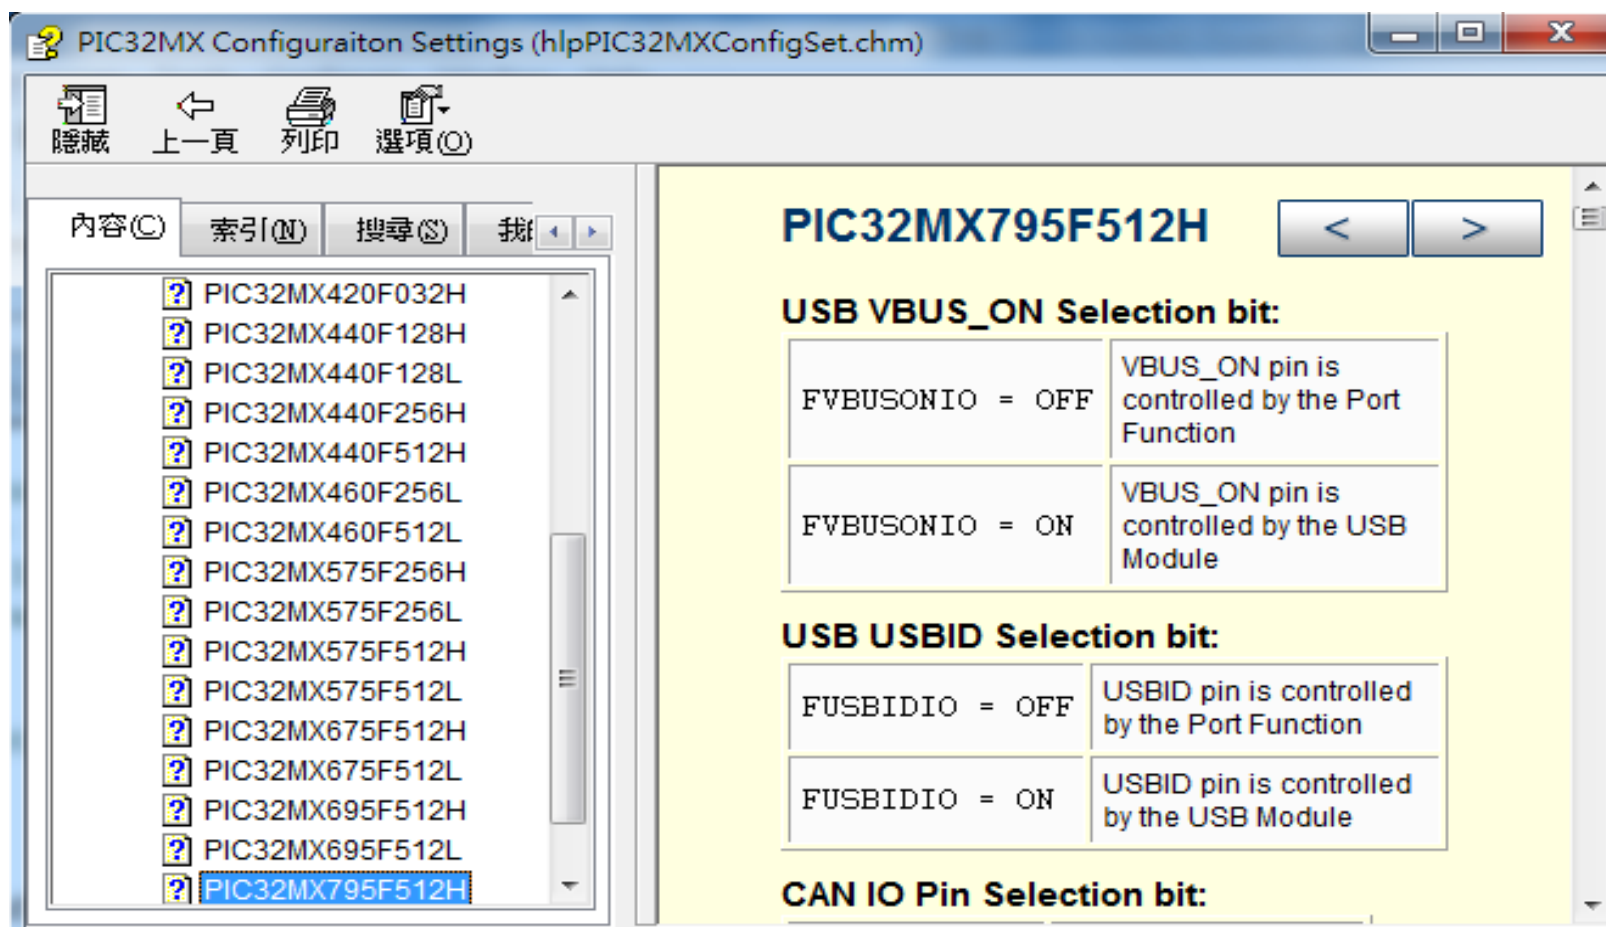 PIC32MX Configuraiton Settings (hlpPIC32MXConfigSet.chm)
隱藏 上一頁 列印 選項(O)
內容(C) 索引(N) 搜尋(S)
PIC32MX420F032H
PIC32MX440F128H
PIC32MX440F128L
PIC32MX440F256H
PIC32MX440F512H
PIC32MX460F256L
PIC32MX460F512L
PIC32MX575F256H
PIC32MX575F256L
PIC32MX575F512H
PIC32MX575F512L
PIC32MX675F512H
PIC32MX675F512L
PIC32MX695F512H
PIC32MX695F512L
PIC32MX795F512H
PIC32MX795F512H < >
USB VBUS_ON Selection bit:
FVBUSONIO = OFF
VBUS_ON pin is
controlled by the Port
Function
FVBUSONIO = ON
VBUS_ON pin is
controlled by the USB
Module
USB USBID Selection bit:
FUSBIDIO = OFF
USBID pin is controlled
by the Port Function
FUSBIDIO = ON
USBID pin is controlled
by the USB Module
CAN IO Pin Selection bit: